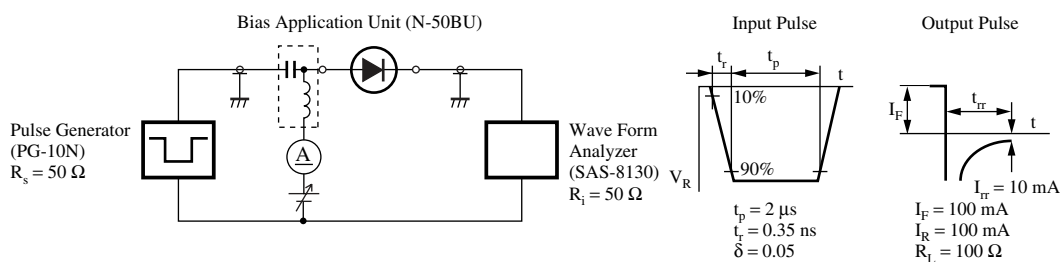 Bias Application Unit (N-50BU)
Pulse Generator
(PG-10N)
R_s = 50 Ω
A
Wave Form
Analyzer
(SAS-8130)
R_i = 50 Ω
Input Pulse
t_r
t_p
t
10%
90%
V_R
t_p = 2 μs
t_r = 0.35 ns
δ = 0.05
Output Pulse
I_F
t_rr
t
I_rr = 10 mA
I_F = 100 mA
I_R = 100 mA
R_L = 100 Ω